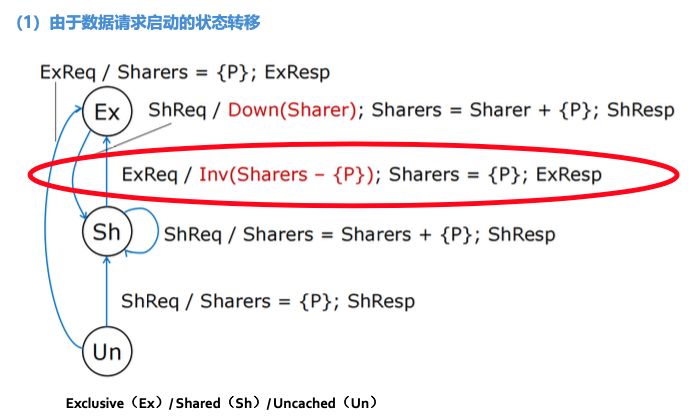 （1）由于数据请求启动的状态转移
ExReq / Sharers = {P}; ExResp
Ex
ShReq / Down(Sharer); Sharers = Sharer + {P}; ShResp
ExReq / Inv(Sharers – {P}); Sharers = {P}; ExResp
Sh
ShReq / Sharers = Sharers + {P}; ShResp
ShReq / Sharers = {P}; ShResp
Un
Exclusive（Ex）/Shared（Sh）/Uncached（Un）